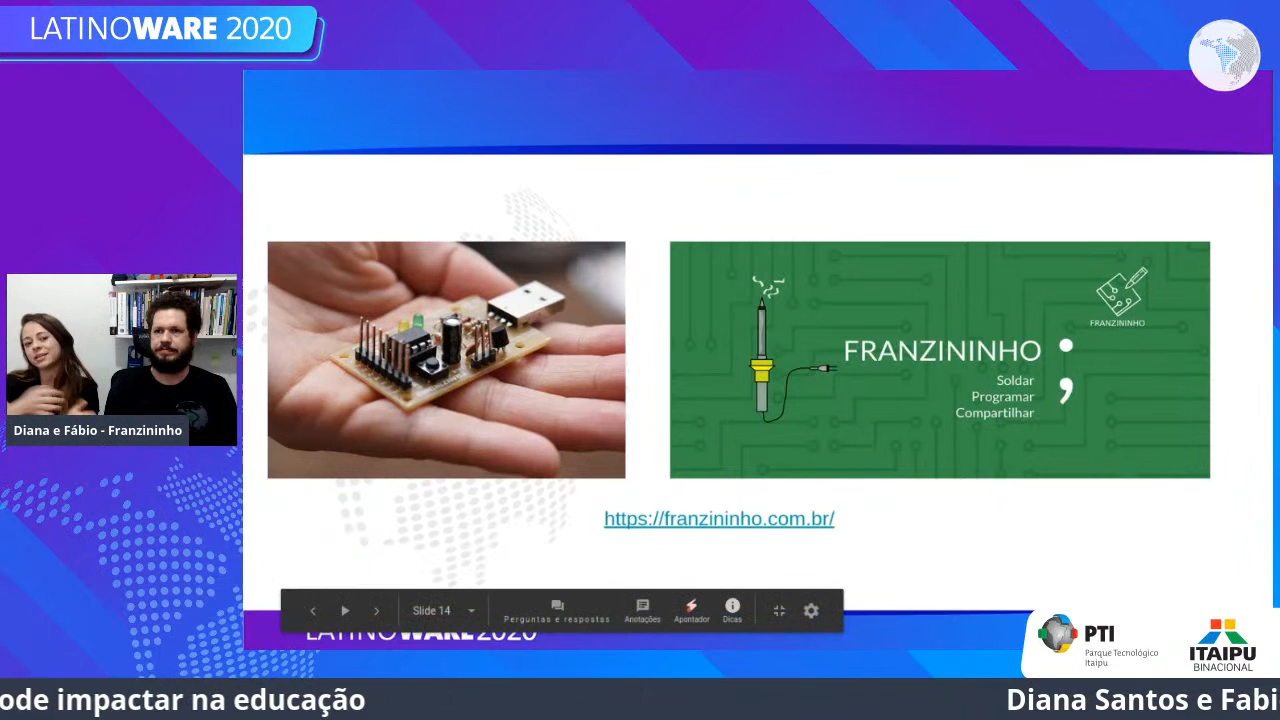 LATINOWARE 2020
FRANZININHO
FRANZININHO
Soldar
Programar
Compartilhar
Diana e Fábio - Franzininho
https://franzininho.com.br/
Slide 14
Perguntas e respostas
Anotações
Apontador
Dicas
LATINOWARE 2020
PTI
Parque Tecnológico
Itaipu
ITAIPU
BINACIONAL
ode impactar na educação
Diana Santos e Fabi